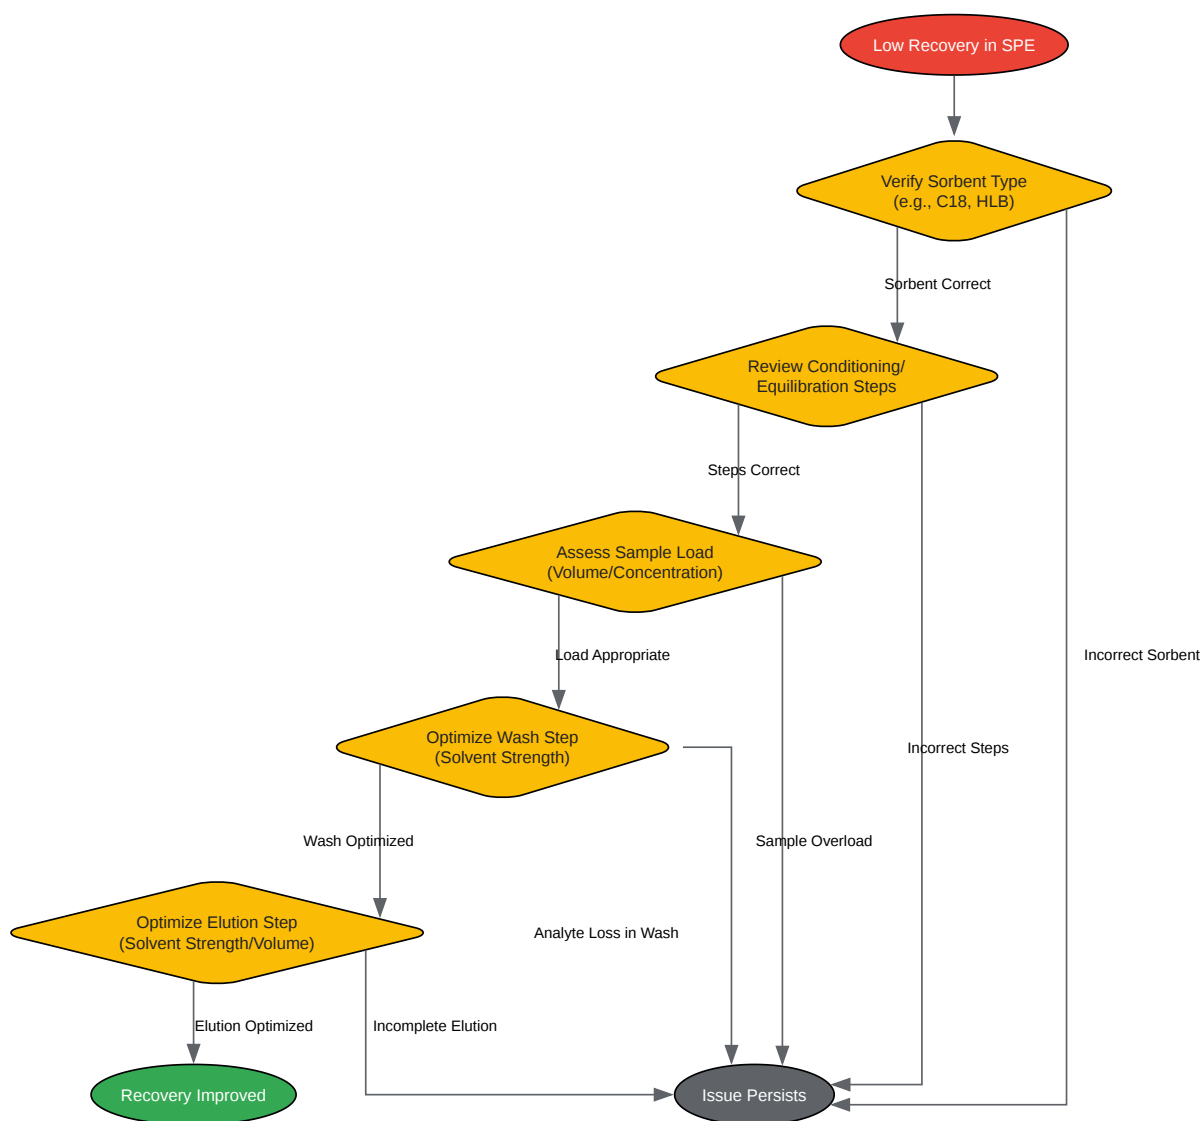 Low Recovery in SPE
Verify Sorbent Type
(e.g., C18, HLB)
Sorbent Correct
Review Conditioning/
Equilibration Steps
Steps Correct
Assess Sample Load
(Volume/Concentration)
Load Appropriate
Incorrect Sorbent
Optimize Wash Step
(Solvent Strength)
Incorrect Steps
Wash Optimized
Sample Overload
Optimize Elution Step
(Solvent Strength/Volume)
Analyte Loss in Wash
Elution Optimized
Incomplete Elution
Recovery Improved
Issue Persists